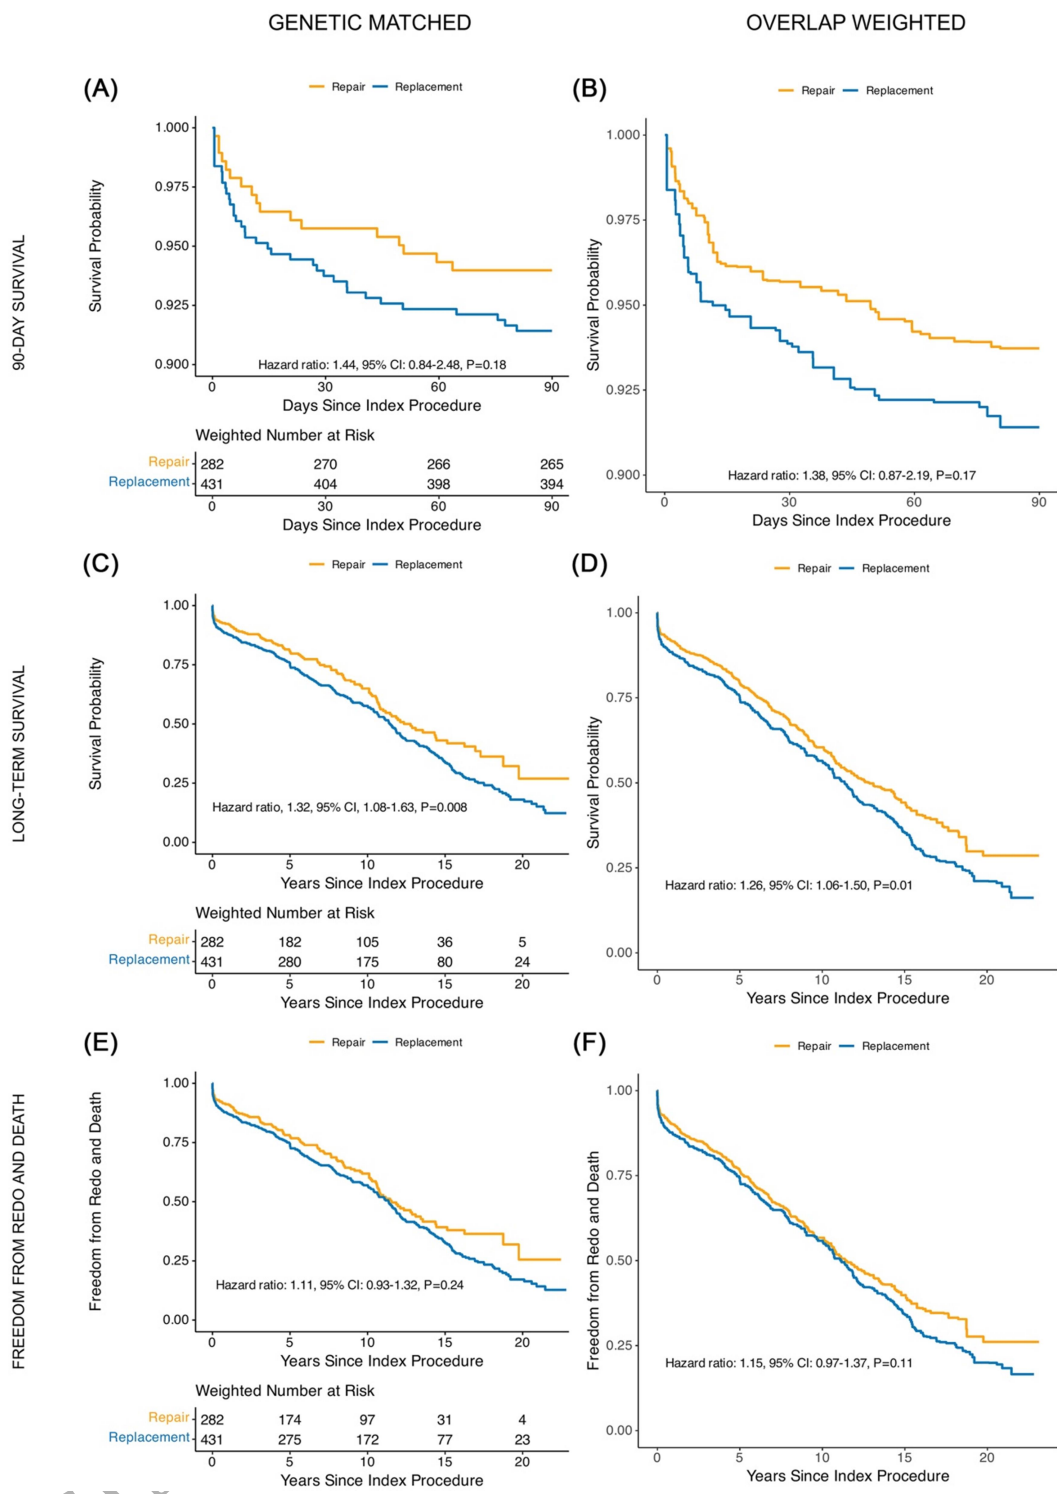 GENETIC MATCHED
OVERLAP WEIGHTED
90-DAY SURVIVAL
(A)
Repair Replacement
Survival Probability
1.000
0.975
0.950
0.925
0.900
Hazard ratio: 1.44, 95% CI: 0.84-2.48, P=0.18
0 30 60 90
Days Since Index Procedure
Weighted Number at Risk
Repair 282 270 266 265
Replacement 431 404 398 394
0 30 60 90
Days Since Index Procedure
(B)
Repair Replacement
Survival Probability
1.000
0.975
0.950
0.925
0.900
Hazard ratio: 1.38, 95% CI: 0.87-2.19, P=0.17
0 30 60 90
Days Since Index Procedure
LONG-TERM SURVIVAL
(C)
Repair Replacement
Survival Probability
1.00
0.75
0.50
0.25
Hazard ratio, 1.32, 95% CI, 1.08-1.63, P=0.008
0.00
0 5 10 15 20
Years Since Index Procedure
Weighted Number at Risk
Repair 282 182 105 36 5
Replacement 431 280 175 80 24
0 5 10 15 20
Years Since Index Procedure
(D)
Repair Replacement
Survival Probability
1.00
0.75
0.50
0.25
Hazard ratio: 1.26, 95% CI: 1.06-1.50, P=0.01
0.00
0 5 10 15 20
Years Since Index Procedure
FREEDOM FROM REDO AND DEATH
(E)
Repair Replacement
Freedom from Redo and Death
1.00
0.75
0.50
0.25
Hazard ratio: 1.11, 95% CI: 0.93-1.32, P=0.24
0.00
0 5 10 15 20
Years Since Index Procedure
Weighted Number at Risk
Repair 282 174 97 31 4
Replacement 431 275 172 77 23
0 5 10 15 20
Years Since Index Procedure
(F)
Repair Replacement
Freedom from Redo and Death
1.00
0.75
0.50
0.25
Hazard ratio: 1.15, 95% CI: 0.97-1.37, P=0.11
0.00
0 5 10 15 20
Years Since Index Procedure